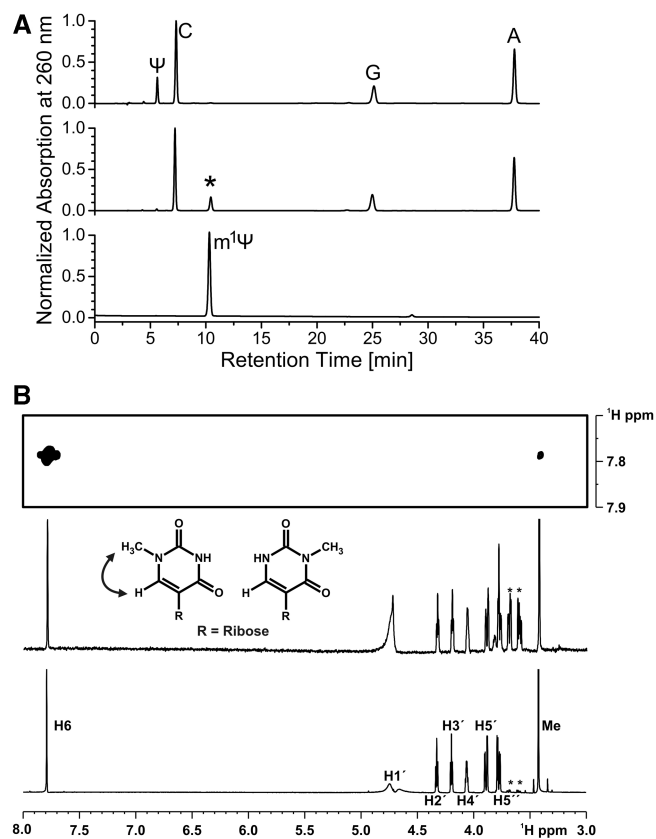 A
Normalized Absorption at 260 nm
1.0
0.5
0.0
Ψ
C
G
A
1.0
0.5
0.0
*
1.0
0.5
0.0
m¹Ψ
0 5 10 15 20 25 30 35 40
Retention Time [min]
B
¹H ppm
7.8
7.9
O O
H₃C N NH HN N CH₃
H O H O
R R
R = Ribose
* *
H6 H3´ H5´ Me
H1´ * *
H2´ H4´ H5´´
8.0 7.5 7.0 6.5 6.0 5.5 5.0 4.5 4.0 ¹H ppm 3.0